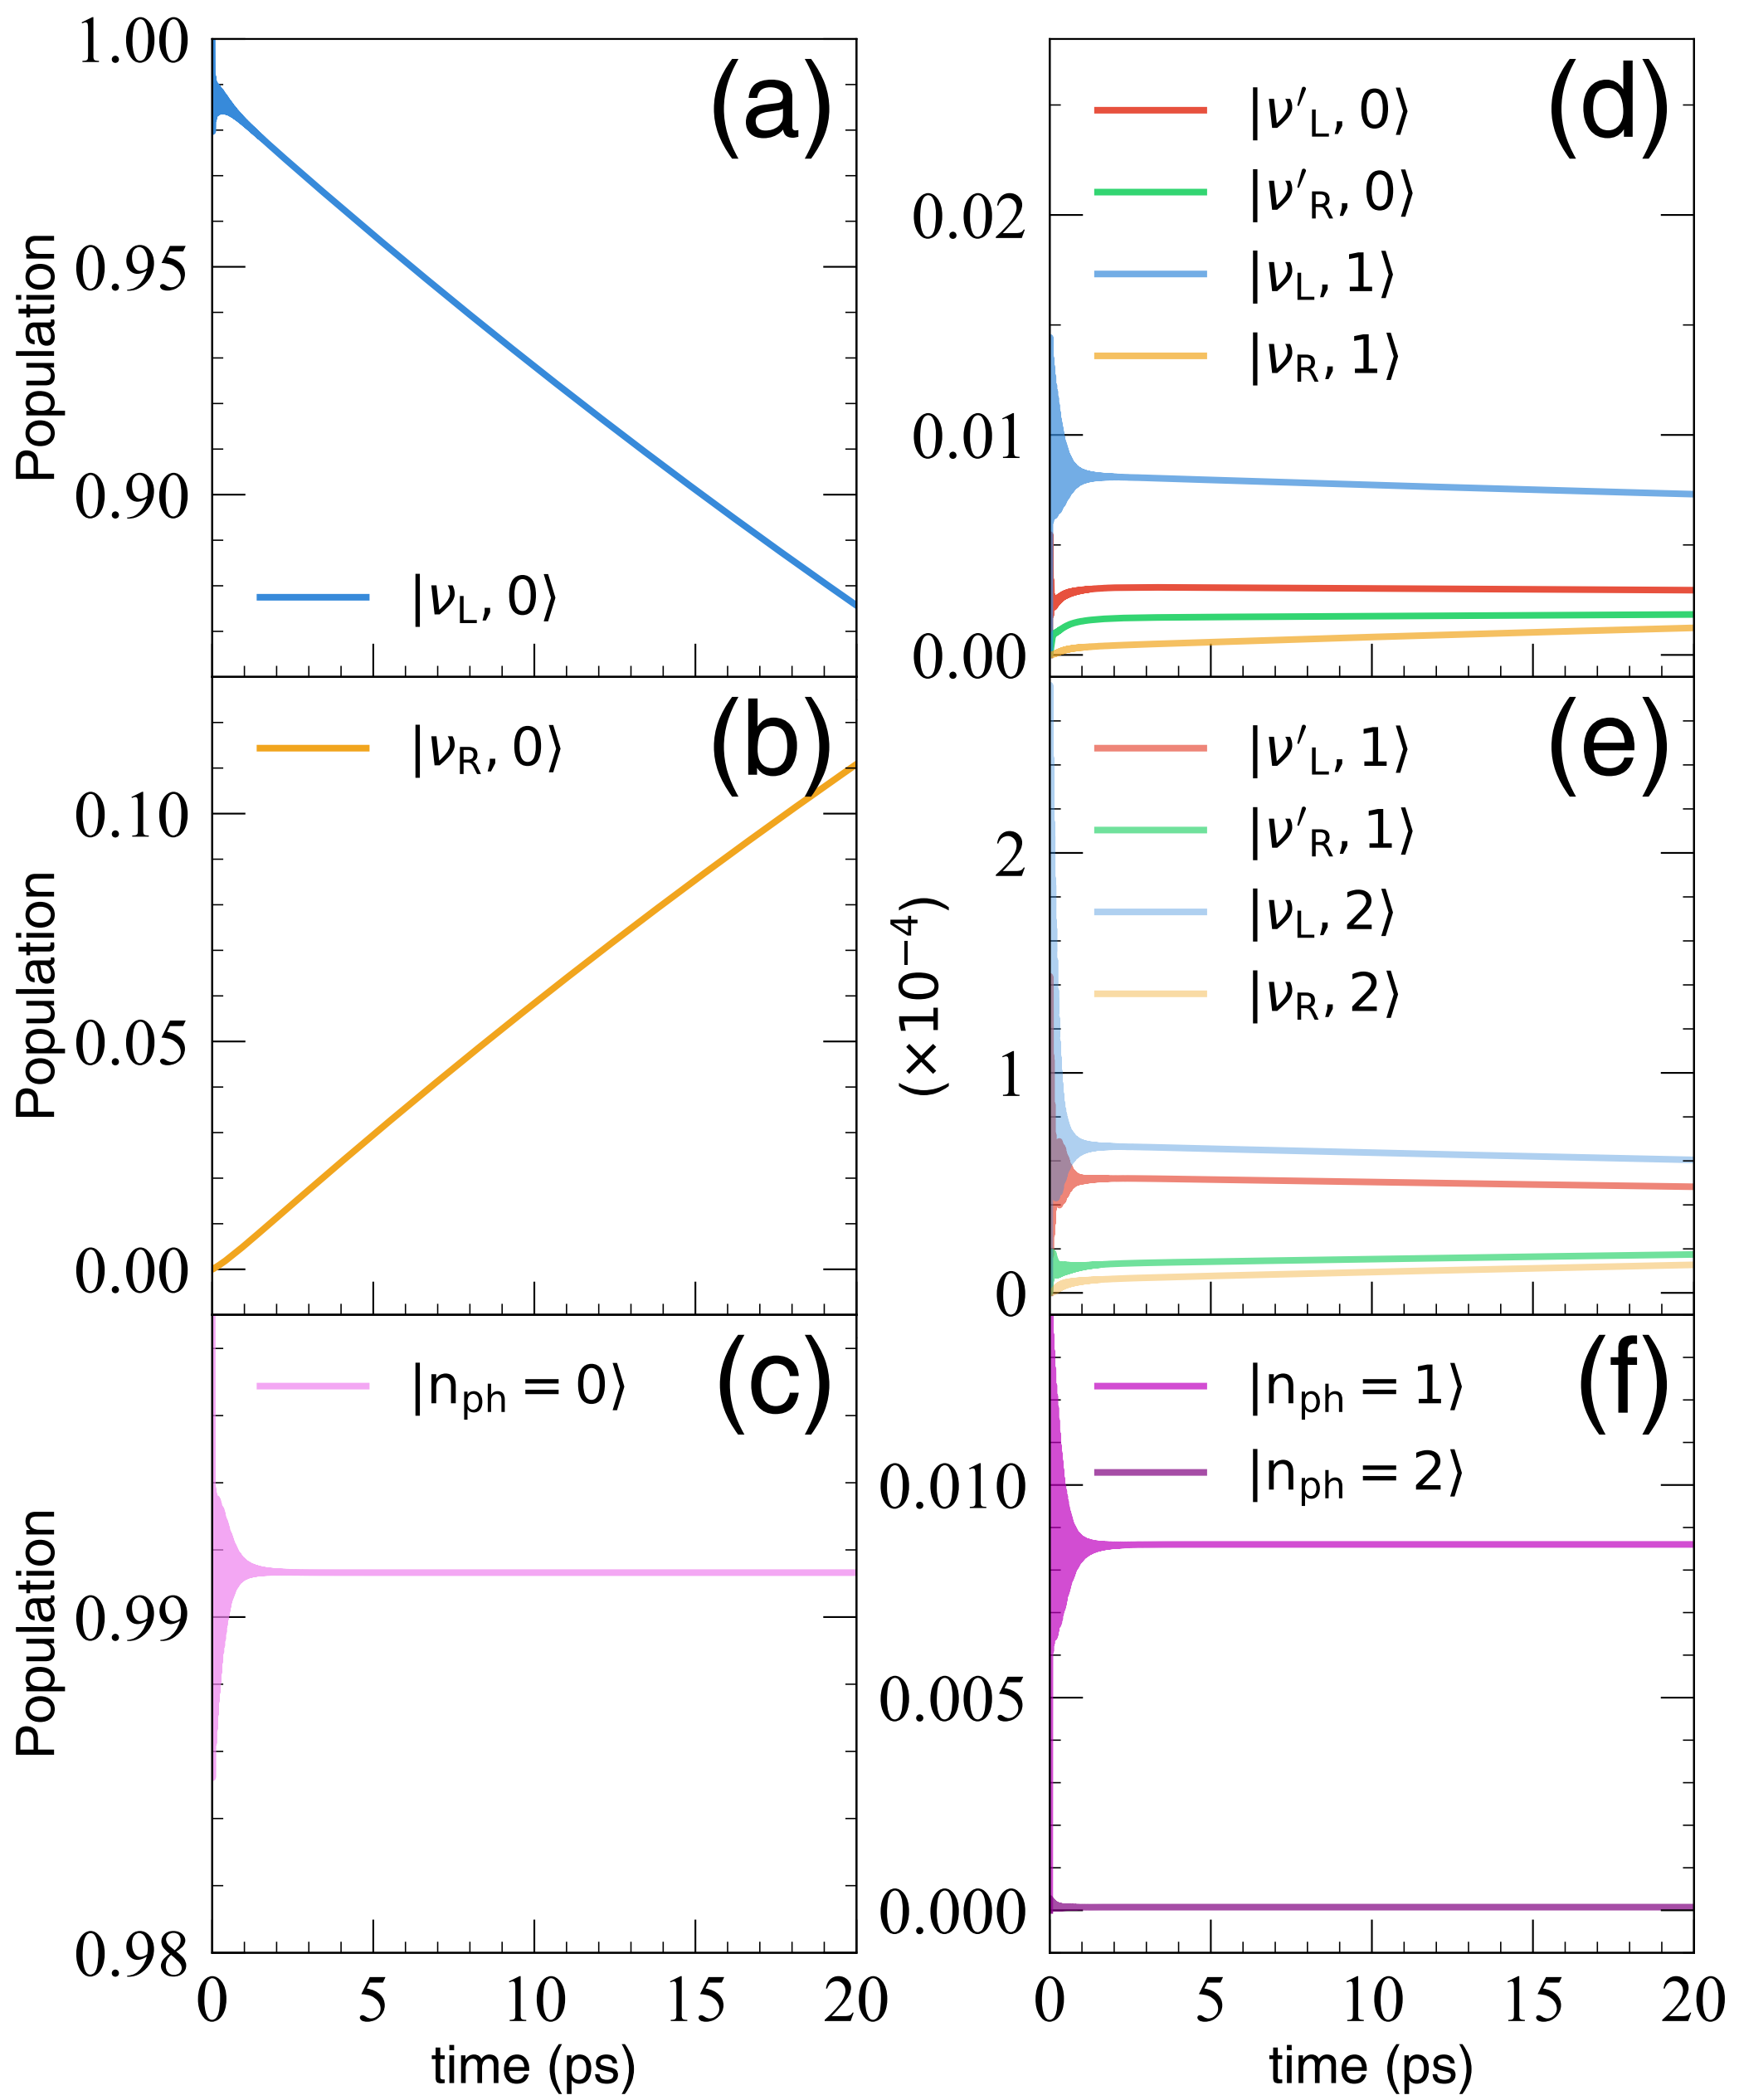 Population
1.00
0.95
0.90
|ν_L, 0⟩
(a)
Population
0.10
0.05
0.00
|ν_R, 0⟩
(b)
Population
0.99
0.98
|n_ph = 0⟩
(c)
0 5 10 15 20
time (ps)
0.02
0.01
0.00
|ν′_L, 0⟩
|ν′_R, 0⟩
|ν_L, 1⟩
|ν_R, 1⟩
(d)
(×10⁻⁴)
2
1
0
|ν′_L, 1⟩
|ν′_R, 1⟩
|ν_L, 2⟩
|ν_R, 2⟩
(e)
0.010
0.005
0.000
|n_ph = 1⟩
|n_ph = 2⟩
(f)
0 5 10 15 20
time (ps)